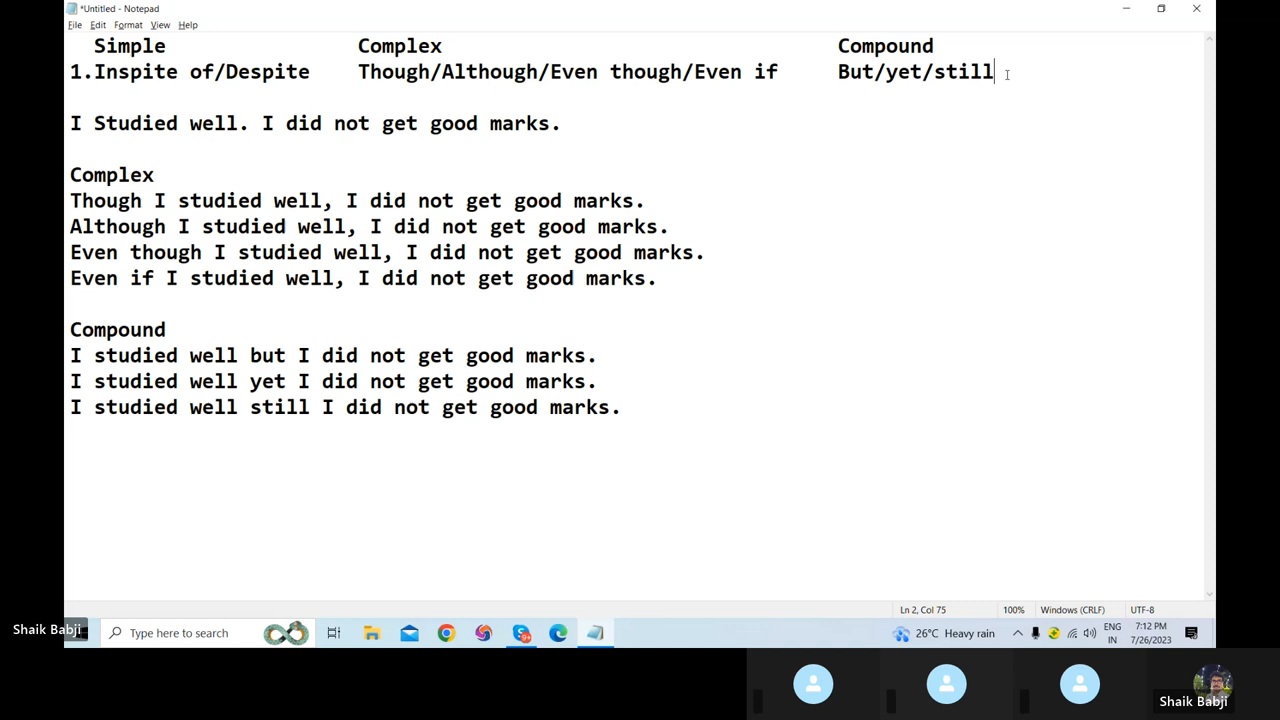 *Untitled - Notepad
File Edit Format View Help
Simple Complex Compound
1.Inspite of/Despite Though/Although/Even though/Even if But/yet/still
I Studied well. I did not get good marks.
Complex
Though I studied well, I did not get good marks.
Although I studied well, I did not get good marks.
Even though I studied well, I did not get good marks.
Even if I studied well, I did not get good marks.
Compound
I studied well but I did not get good marks.
I studied well yet I did not get good marks.
I studied well still I did not get good marks.
Ln 2, Col 75 100% Windows (CRLF) UTF-8
Shaik Babji
Type here to search
26°C Heavy rain
ENG
IN
7:12 PM
7/26/2023
Shaik Babji